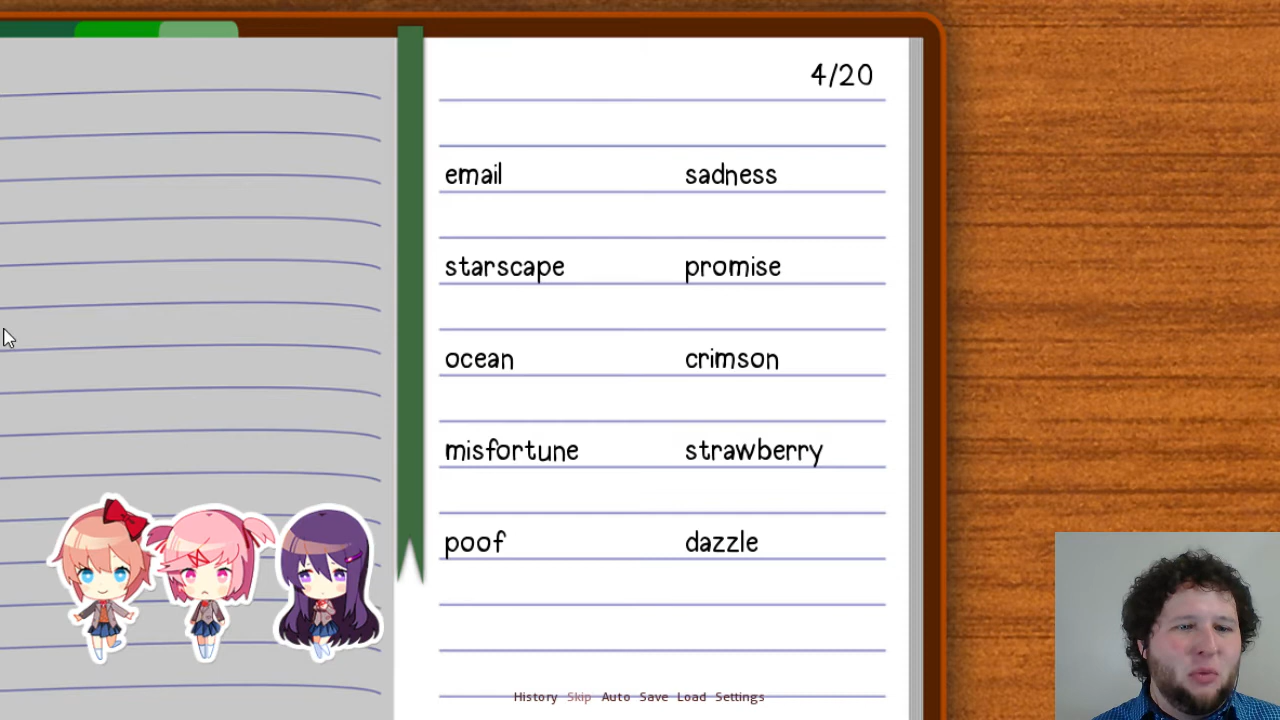 4/20
email sadness
starscape promise
ocean crimson
misfortune strawberry
poof dazzle
History Skip Auto Save Load Settings